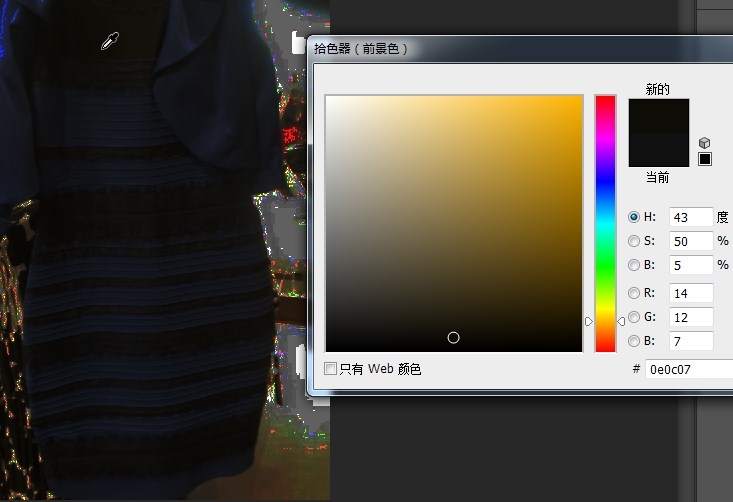 拾色器（前景色）
新的
当前
H: 43 度
S: 50 %
B: 5 %
R: 14
G: 12
B: 7
只有 Web 颜色
# 0e0c07